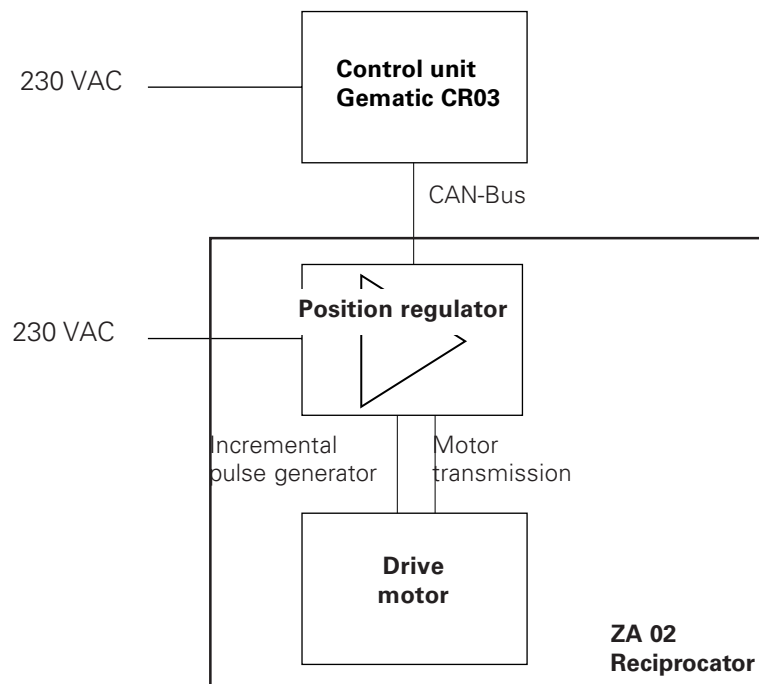 Control unit
Gematic CR03
230 VAC
CAN-Bus
Position regulator
230 VAC
Incremental
pulse generator
Motor
transmission
Drive
motor
ZA 02
Reciprocator